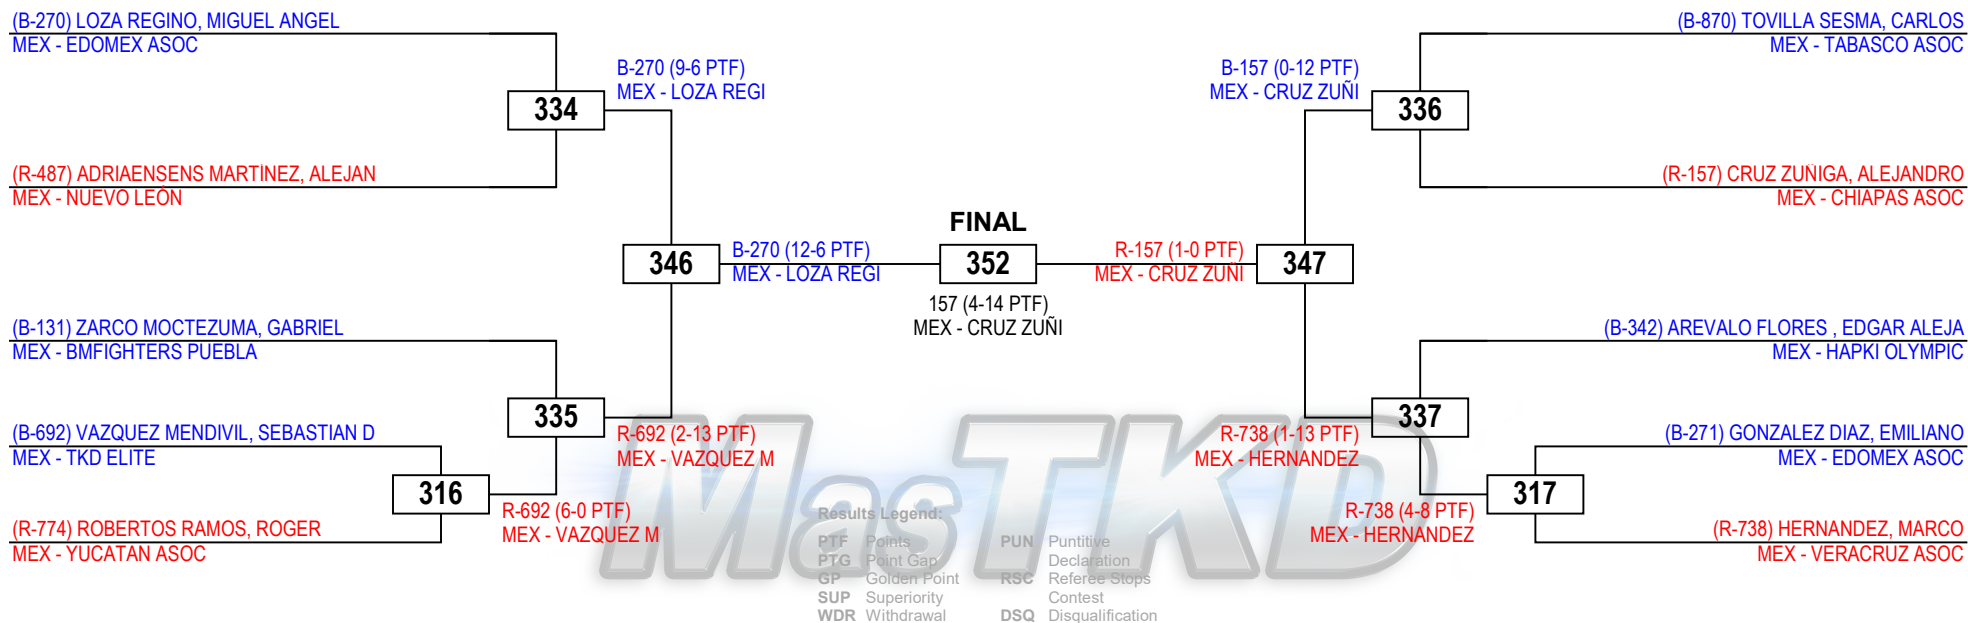 (B-270) LOZA REGINO, MIGUEL ANGEL
MEX - EDOMEX ASOC
(B-870) TOVILLA SESMA, CARLOS
MEX - TABASCO ASOC
B-270 (9-6 PTF)
MEX - LOZA REGI
B-157 (0-12 PTF)
MEX - CRUZ ZUÑI
334
336
(R-487) ADRIAENSENS MARTÍNEZ, ALEJAN
MEX - NUEVO LEÓN
(R-157) CRUZ ZUÑIGA, ALEJANDRO
MEX - CHIAPAS ASOC
FINAL
346
B-270 (12-6 PTF)
MEX - LOZA REGI
352
R-157 (1-0 PTF)
MEX - CRUZ ZUÑI
347
157 (4-14 PTF)
MEX - CRUZ ZUÑI
(B-131) ZARCO MOCTEZUMA, GABRIEL
MEX - BMFIGHTERS PUEBLA
(B-342) AREVALO FLORES , EDGAR ALEJA
MEX - HAPKI OLYMPIC
335
337
(B-692) VAZQUEZ MENDIVIL, SEBASTIAN D
MEX - TKD ELITE
R-692 (2-13 PTF)
MEX - VAZQUEZ M
R-738 (1-13 PTF)
MEX - HERNANDEZ
(B-271) GONZALEZ DIAZ, EMILIANO
MEX - EDOMEX ASOC
316
317
R-692 (6-0 PTF)
MEX - VAZQUEZ M
R-738 (4-8 PTF)
MEX - HERNANDEZ
(R-774) ROBERTOS RAMOS, ROGER
MEX - YUCATAN ASOC
(R-738) HERNANDEZ, MARCO
MEX - VERACRUZ ASOC
MasTKD
Results Legend:
PTF Points
PTG Point Gap
GP Golden Point
SUP Superiority
WDR Withdrawal
PUN Puntitive
Declaration
RSC Referee Stops
Contest
DSQ Disqualification